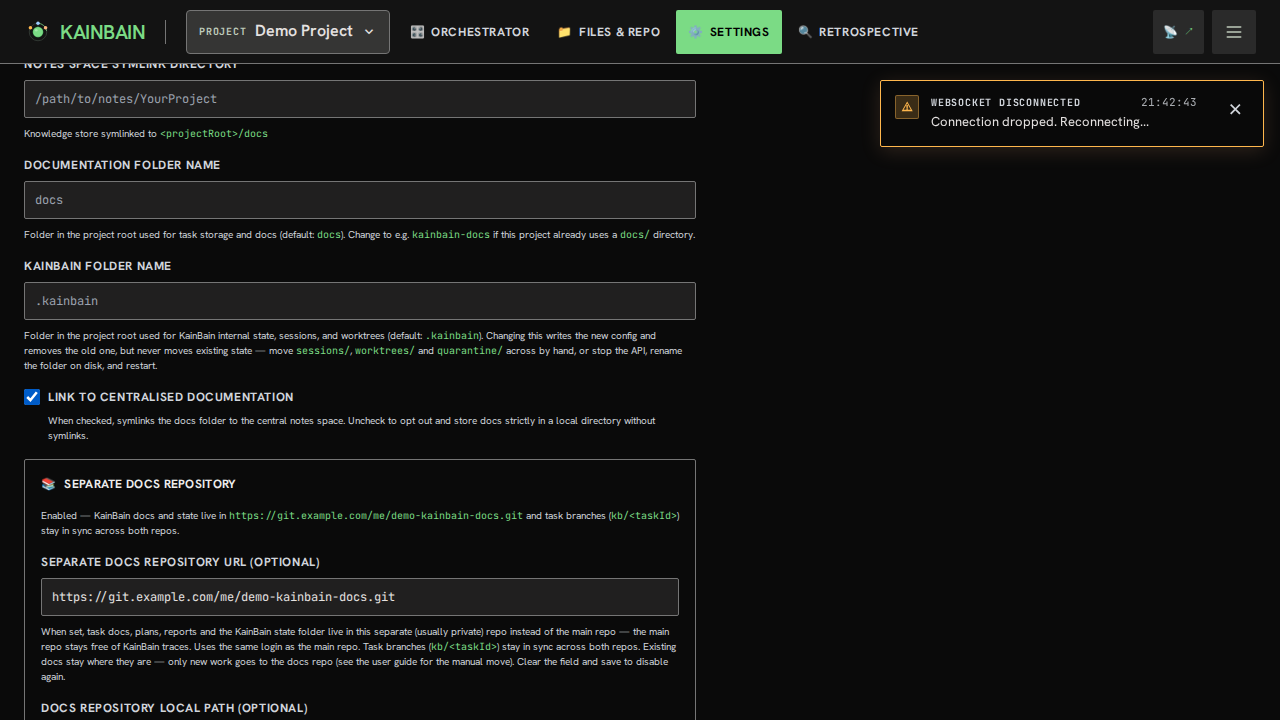 KAINBAIN
PROJECT Demo Project
ORCHESTRATOR
FILES & REPO
SETTINGS
RETROSPECTIVE
NOTES SPACE SYMLINK DIRECTORY
/path/to/notes/YourProject
Knowledge store symlinked to <projectRoot>/docs
WEBSOCKET DISCONNECTED 21:42:43
Connection dropped. Reconnecting...
DOCUMENTATION FOLDER NAME
docs
Folder in the project root used for task storage and docs (default: docs). Change to e.g. kainbain-docs if this project already uses a docs/ directory.
KAINBAIN FOLDER NAME
.kainbain
Folder in the project root used for KainBain internal state, sessions, and worktrees (default: .kainbain). Changing this writes the new config and
removes the old one, but never moves existing state — move sessions/, worktrees/ and quarantine/ across by hand, or stop the API, rename
the folder on disk, and restart.
LINK TO CENTRALISED DOCUMENTATION
When checked, symlinks the docs folder to the central notes space. Uncheck to opt out and store docs strictly in a local directory without
symlinks.
SEPARATE DOCS REPOSITORY
Enabled — KainBain docs and state live in https://git.example.com/me/demo-kainbain-docs.git and task branches (kb/<taskId>)
stay in sync across both repos.
SEPARATE DOCS REPOSITORY URL (OPTIONAL)
https://git.example.com/me/demo-kainbain-docs.git
When set, task docs, plans, reports and the KainBain state folder live in this separate (usually private) repo instead of the main repo — the main
repo stays free of KainBain traces. Uses the same login as the main repo. Task branches (kb/<taskId>) stay in sync across both repos. Existing
docs stay where they are — only new work goes to the docs repo (see the user guide for the manual move). Clear the field and save to disable
again.
DOCS REPOSITORY LOCAL PATH (OPTIONAL)